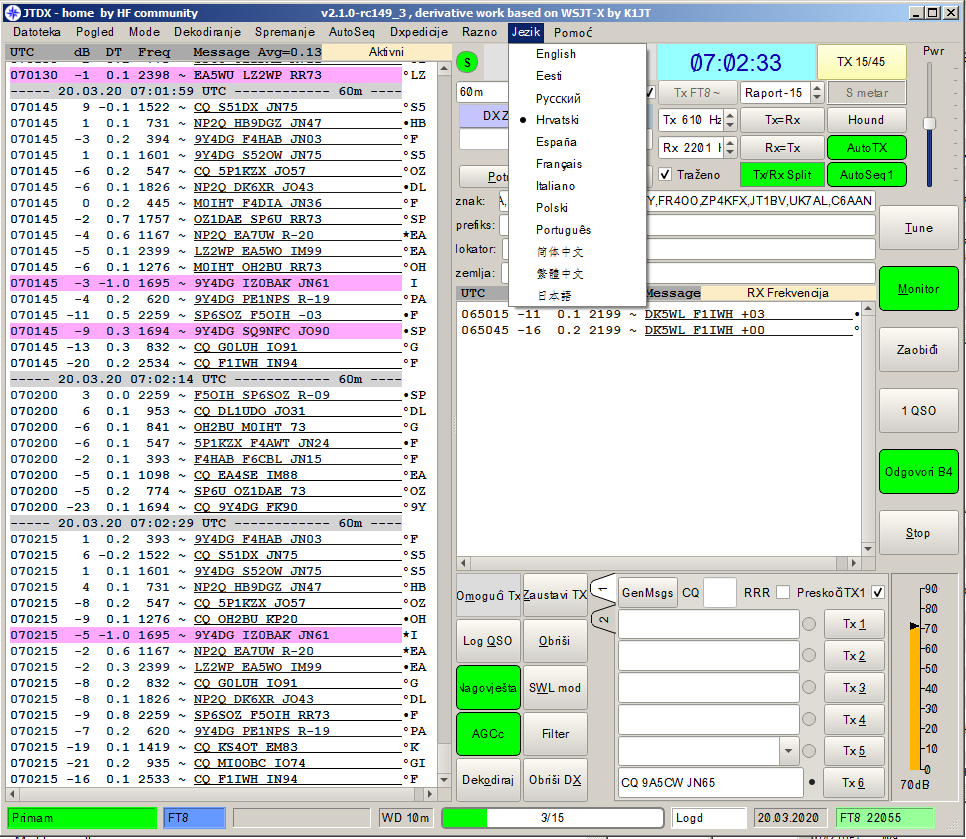 JTDX - home by HF community v2.1.0-rc149_3 , derivative work based on WSJT-X by K1JT
Datoteka Pogled Mode Dekodiranje Spremanje AutoSeq Dxpedicije Razno Jezik Pomoć
UTC dB DT Freq Message Avg=0.13 Aktivni
070130 -1 0.1 2398 ~ EA5WU LZ2WP RR73 °LZ
----- 20.03.20 07:01:59 UTC ------------ 60m ----
070145 9 -0.1 1522 ~ CQ S51DX JN75 °S5
070145 1 0.1 731 ~ NP2Q HB9DGZ JN47 •HB
070145 -3 0.2 394 ~ 9Y4DG F4HAB JN03 °F
070145 1 0.1 1601 ~ 9Y4DG S52OW JN75 °S5
070145 -6 0.2 547 ~ CQ 5P1KZX JO57 °OZ
070145 -6 0.1 1826 ~ NP2Q DK6XR JO43 •DL
070145 0 0.2 445 ~ M0IHT F4DIA JN36 °F
070145 -2 0.7 1757 ~ OZ1DAE SP6U RR73 °SP
070145 -4 0.2 1167 ~ NP2Q EA7UW R-20 ★EA
070145 -5 0.1 2399 ~ LZ2WP EA5WO IM99 °EA
070145 -6 0.1 1276 ~ M0IHT OH2BU RR73 °OH
070145 -3 -1.0 1695 ~ 9Y4DG IZ0BAK JN61 I
070145 -4 0.2 620 ~ 9Y4DG PE1NPS R-19 °PA
070145 -11 0.5 2259 ~ SP6SOZ F5OIH -03 •F
070145 -9 0.3 1694 ~ 9Y4DG SQ9NFC JO90 •SP
070145 -13 0.3 832 ~ CQ G0LUH IO91 °G
070145 -20 0.2 2534 ~ CQ F1IWH IN94 °F
----- 20.03.20 07:02:14 UTC ------------ 60m ----
070200 3 0.0 2259 ~ F5OIH SP6SOZ R-09 •SP
070200 6 0.1 953 ~ CQ DL1UDO JO31 °DL
070200 -6 0.1 841 ~ OH2BU M0IHT 73 °G
070200 -6 0.1 547 ~ 5P1KZX F4AWT JN24 •F
070200 -2 0.1 393 ~ F4HAB F6CBL JN15 °F
070200 -5 0.1 1098 ~ CQ EA4SE IM88 °EA
070200 -5 0.2 774 ~ SP6U OZ1DAE 73 °OZ
070200 -23 0.1 1694 ~ CQ 9Y4DG FK90 °9Y
----- 20.03.20 07:02:29 UTC ------------ 60m ----
070215 1 0.2 393 ~ 9Y4DG F4HAB JN03 °F
070215 6 -0.2 1522 ~ CQ S51DX JN75 °S5
070215 1 0.1 1601 ~ 9Y4DG S52OW JN75 °S5
070215 4 0.1 731 ~ NP2Q HB9DGZ JN47 °HB
070215 -8 0.2 547 ~ CQ 5P1KZX JO57 °OZ
070215 -9 0.1 1276 ~ CQ OH2BU KP20 •OH
070215 -5 -1.0 1695 ~ 9Y4DG IZ0BAK JN61 ★I
070215 -2 0.6 1167 ~ NP2Q EA7UW R-20 ★EA
070215 -2 0.3 2399 ~ LZ2WP EA5WO IM99 °EA
070215 -8 0.2 832 ~ CQ G0LUH IO91 °G
070215 -8 0.1 1826 ~ NP2Q DK6XR JO43 °DL
070215 -9 0.8 2259 ~ SP6SOZ F5OIH RR73 •F
070215 -7 0.2 620 ~ 9Y4DG PE1NPS R-19 °PA
070215 -19 0.1 1419 ~ CQ KS4OT EM83 °K
070215 -21 0.2 935 ~ CQ MI0OBC IO74 °GI
070215 -16 0.1 2533 ~ CQ F1IWH IN94 °F
English
Eesti
Русский
Hrvatski
España
Français
Italiano
Polski
Português
简体中文
繁體中文
日本語
S
60m
DXZ
Potv
07:02:33
TX 15/45
Pwr
Tx FT8 ~ Raport -15 S metar
Tx 610 Hz Tx=Rx Hound
Rx 2201 H Rx=Tx AutoTX
Traženo Tx/Rx Split AutoSeq1
znak: Y,FR4OO,ZP4KFX,JT1BV,UK7AL,C6AAN
prefiks:
lokator:
zemlja:
UTC Message RX Frekvencija
065015 -11 0.1 2199 ~ DK5WL F1IWH +03 •
065045 -16 0.2 2199 ~ DK5WL F1IWH +00 °
Tune
Monitor
Zaobiđi
1 QSO
Odgovori B4
Stop
Omogući Tx Zaustavi TX
Log QSO Obriši
Nagovješta SWL mod
AGCc Filter
Dekodiraj Obriši DX
1
2
GenMsgs CQ RRR Preskoči TX1
Tx 1
Tx 2
Tx 3
Tx 4
Tx 5
CQ 9A5CW JN65 Tx 6
90
80
70
60
50
40
30
20
10
0
70dB
Primam FT8 WD 10m 3/15 Logd 20.03.2020 FT8 22055